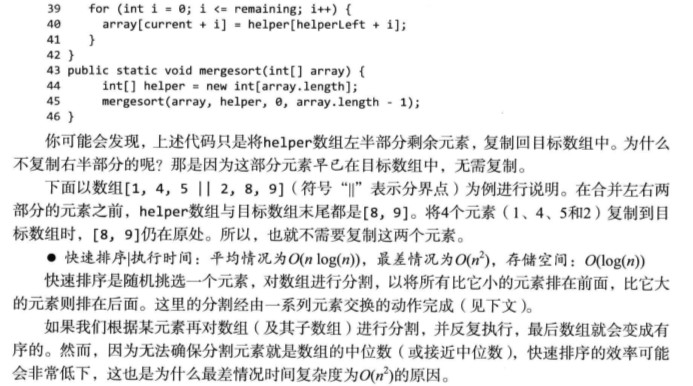 39 for (int i = 0; i <= remaining; i++) {
40 array[current + i] = helper[helperLeft + i];
41 }
42 }
43 public static void mergesort(int[] array) {
44 int[] helper = new int[array.length];
45 mergesort(array, helper, 0, array.length - 1);
46 }
你可能会发现，上述代码只是将helper数组左半部分剩余元素，复制回目标数组中。为什么
不复制右半部分的呢？那是因为这部分元素早已在目标数组中，无需复制。
下面以数组[1, 4, 5 || 2, 8, 9]（符号“||”表示分界点）为例进行说明。在合并左右两
部分的元素之前，helper数组与目标数组末尾都是[8, 9]。将4个元素（1、4、5和2）复制到目
标数组时，[8, 9]仍在原处。所以，也就不需要复制这两个元素。
● 快速排序|执行时间：平均情况为O(n log(n))，最差情况为O(n²)，存储空间：O(log(n))
快速排序是随机挑选一个元素，对数组进行分割，以将所有比它小的元素排在前面，比它大
的元素则排在后面。这里的分割经由一系列元素交换的动作完成（见下文）。
如果我们根据某元素再对数组（及其子数组）进行分割，并反复执行，最后数组就会变成有
序的。然而，因为无法确保分割元素就是数组的中位数（或接近中位数），快速排序的效率可能
会非常低下，这也是为什么最差情况时间复杂度为O(n²)的原因。